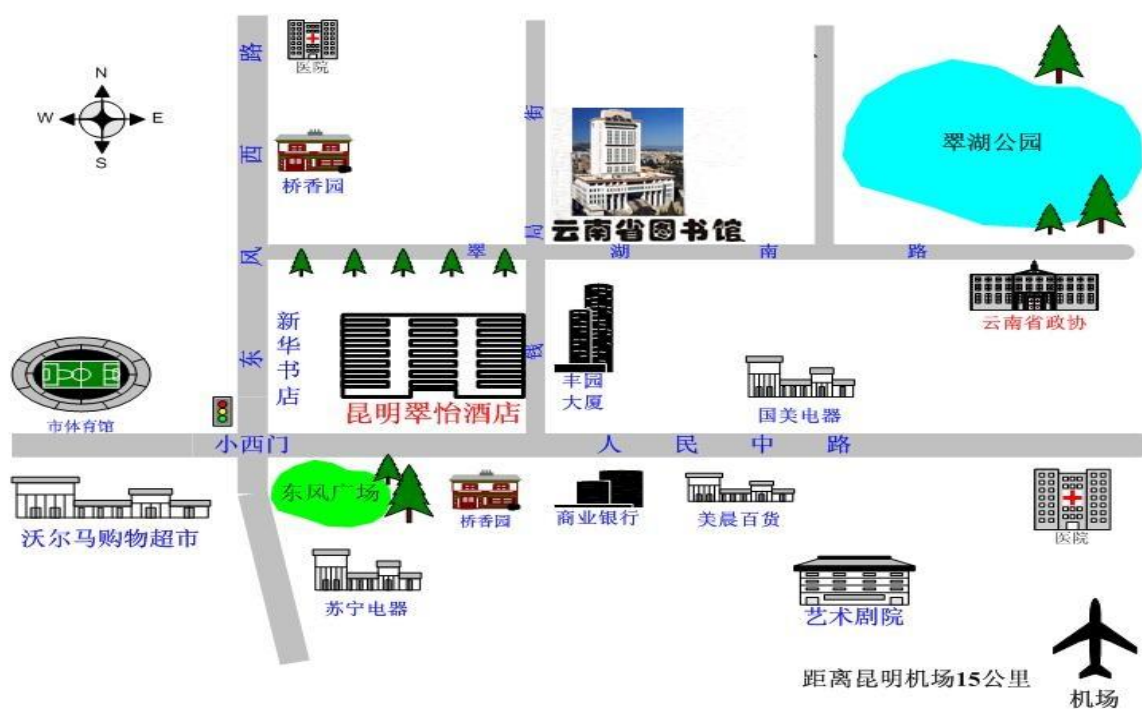 路
医院
N
W
E
S
街
西
翠湖公园
桥香园
局
云南省图书馆
风
翠
湖
南
路
云南省政协
新华书店
钱
东
丰园
大厦
国美电器
昆明翠怡酒店
市体育馆
小西门
人
民
中
路
东风广场
桥香园
商业银行
美晨百货
沃尔马购物超市
医院
苏宁电器
艺术剧院
距离昆明机场15公里
机场